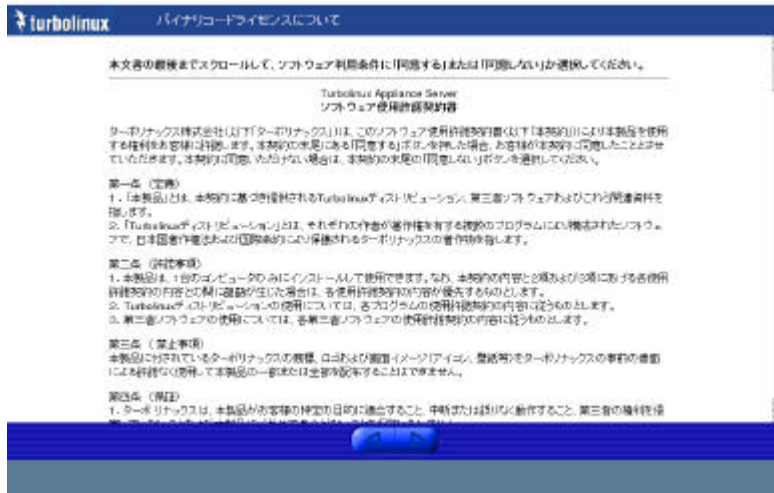 turbolinux
バイナリコードライセンスについて
本文書の最後までスクロールして、ソフトウェア利用条件に「同意する」または「同意しない」か選択してください。
Turbolinux Appliance Server
ソフトウェア使用許諾契約書
ターボリナックス株式会社(以下「ターボリナックス」)は、このソフトウェア使用許諾契約書(以下「本契約」)により本製品を使用
する権利をお客様に許諾します。本契約の末尾にある「同意する」ボタンを押した場合、お客様が本契約に同意したこととさせ
ていただきます。本契約に同意いただけない場合は、本契約の末尾の「同意しない」ボタンを選択してください。
第一条 (定義)
1. 「本製品」とは、本契約に基づき提供されるTurbolinuxディストリビューション、第三者ソフトウェアおよびこれら関連資料を
指します。
2. 「Turbolinuxディストリビューション」とは、それぞれの作者が著作権を有する複数のプログラムにより構成されたソフトウェ
アで、日本国著作権法および国際条約により保護されるターボリナックスの著作物を指します。
第二条 (許諾事項)
1. 本製品は、1台のコンピュータのみにインストールして使用できます。なお、本契約の内容と2項および3項における各使用
許諾契約の内容との間に齟齬が生じた場合は、各使用許諾契約の内容が優先するものとします。
2. Turbolinuxディストリビューションの使用については、各プログラムの使用許諾契約の内容に従うものとします。
3. 第三者ソフトウェアの使用については、各第三者ソフトウェアの使用許諾契約の内容に従うものとします。
第三条 (禁止事項)
本製品に付されているターボリナックスの商標、ロゴおよび画面イメージ(アイコン、壁紙等)をターボリナックスの事前の書面
による許諾なく使用して本製品の一部または全部を配布することはできません。
第四条 (保証)
1. ターボリナックスは、本製品がお客様の特定の目的に適合すること、中断または誤りなく動作すること、第三者の権利を侵